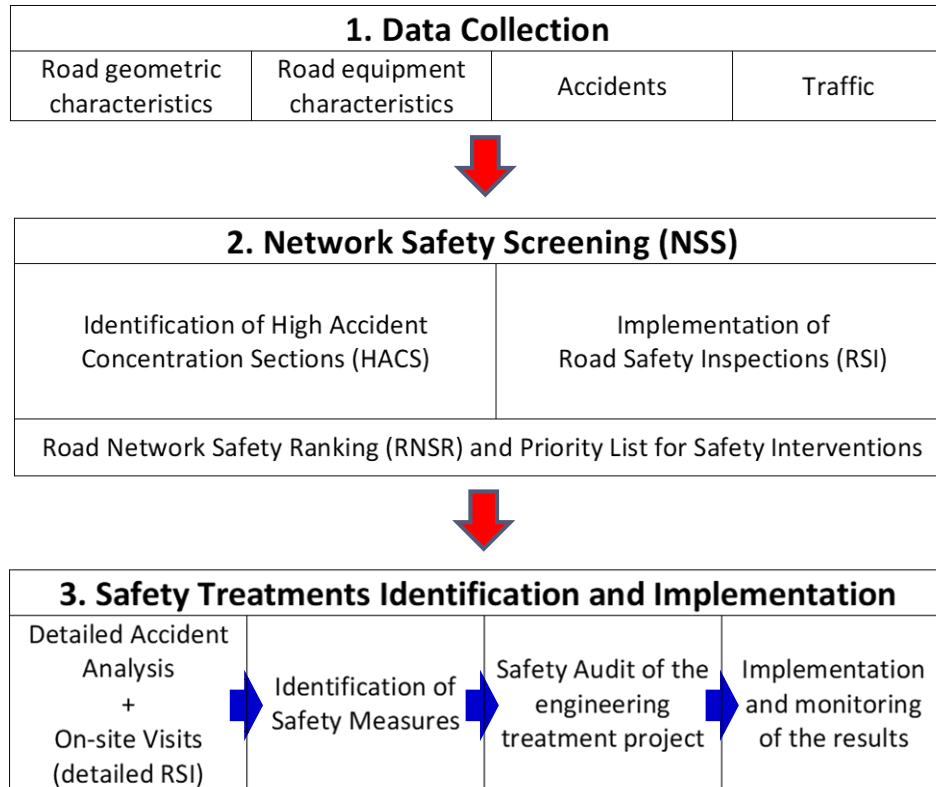 1. Data Collection
Road geometric
characteristics
Road equipment
characteristics
Accidents
Traffic
2. Network Safety Screening (NSS)
Identification of High Accident
Concentration Sections (HACS)
Implementation of
Road Safety Inspections (RSI)
Road Network Safety Ranking (RNSR) and Priority List for Safety Interventions
3. Safety Treatments Identification and Implementation
Detailed Accident
Analysis
+
On-site Visits
(detailed RSI)
Identification of
Safety Measures
Safety Audit of the
engineering
treatment project
Implementation
and monitoring
of the results